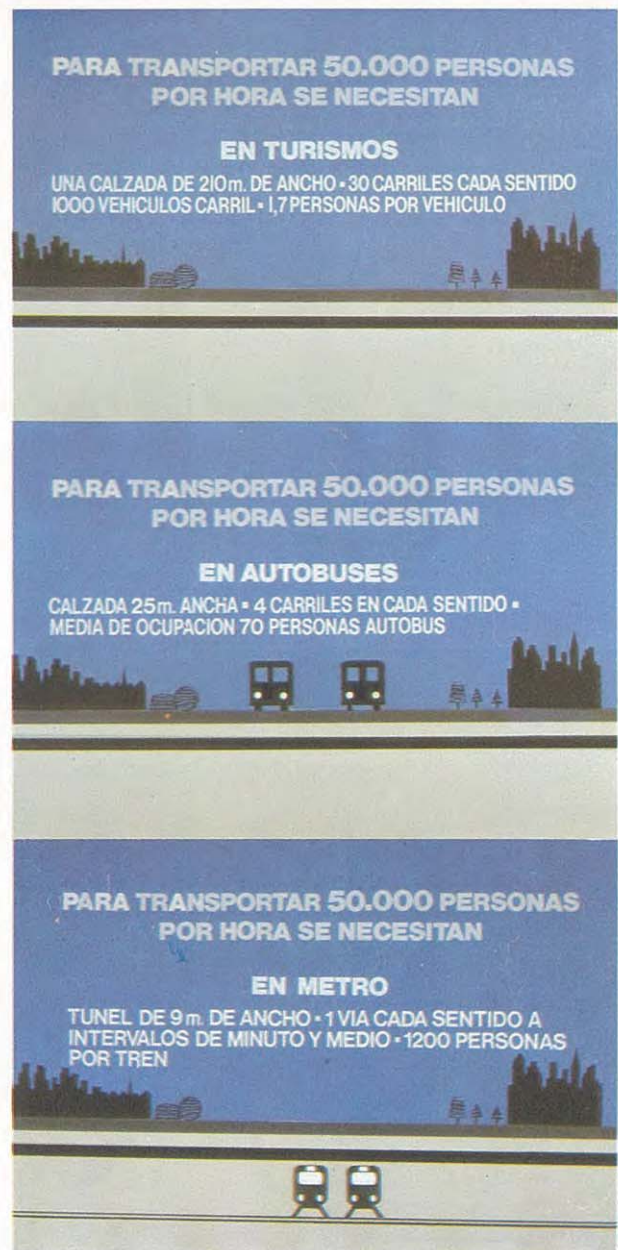 PARA TRANSPORTAR 50.000 PERSONAS
POR HORA SE NECESITAN
EN TURISMOS
UNA CALZADA DE 210m. DE ANCHO ▪ 30 CARRILES CADA SENTIDO
1000 VEHICULOS CARRIL ▪ 1,7 PERSONAS POR VEHICULO
PARA TRANSPORTAR 50.000 PERSONAS
POR HORA SE NECESITAN
EN AUTOBUSES
CALZADA 25m. ANCHA ▪ 4 CARRILES EN CADA SENTIDO ▪
MEDIA DE OCUPACION 70 PERSONAS AUTOBUS
PARA TRANSPORTAR 50.000 PERSONAS
POR HORA SE NECESITAN
EN METRO
TUNEL DE 9m. DE ANCHO ▪ 1 VIA CADA SENTIDO A
INTERVALOS DE MINUTO Y MEDIO ▪ 1200 PERSONAS
POR TREN